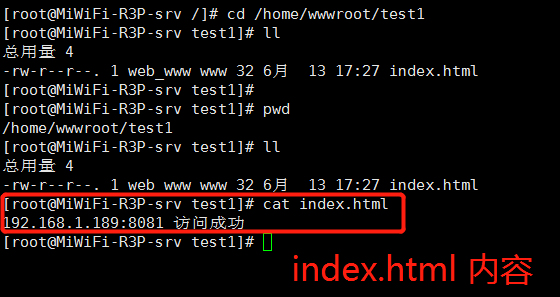 [root@MiWiFi-R3P-srv /]# cd /home/wwwroot/test1
[root@MiWiFi-R3P-srv test1]# ll
总用量 4
-rw-r--r--. 1 web_www www 32 6月  13 17:27 index.html
[root@MiWiFi-R3P-srv test1]#
[root@MiWiFi-R3P-srv test1]# pwd
/home/wwwroot/test1
[root@MiWiFi-R3P-srv test1]# ll
总用量 4
-rw-r--r--. 1 web_www www 32 6月  13 17:27 index.html
[root@MiWiFi-R3P-srv test1]# cat index.html
192.168.1.189:8081 访问成功
[root@MiWiFi-R3P-srv test1]#
index.html 内容